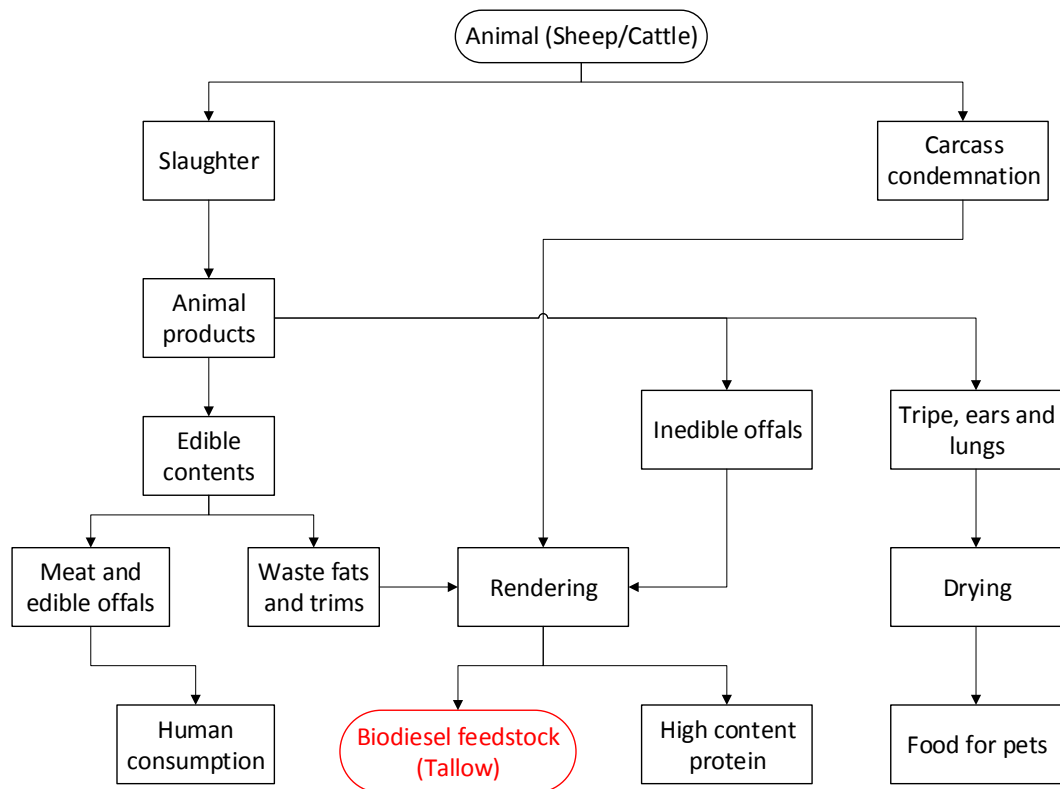 Animal (Sheep/Cattle)
Slaughter
Carcass
condemnation
Animal
products
Edible
contents
Inedible offals
Tripe, ears and
lungs
Meat and
edible offals
Waste fats
and trims
Rendering
Drying
Human
consumption
Biodiesel feedstock
(Tallow)
High content
protein
Food for pets